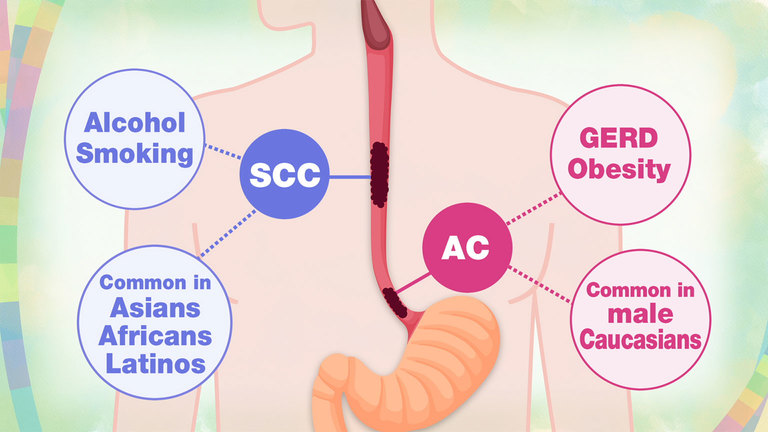 Alcohol
Smoking
SCC
Common in
Asians
Africans
Latinos
GERD
Obesity
AC
Common in
male
Caucasians